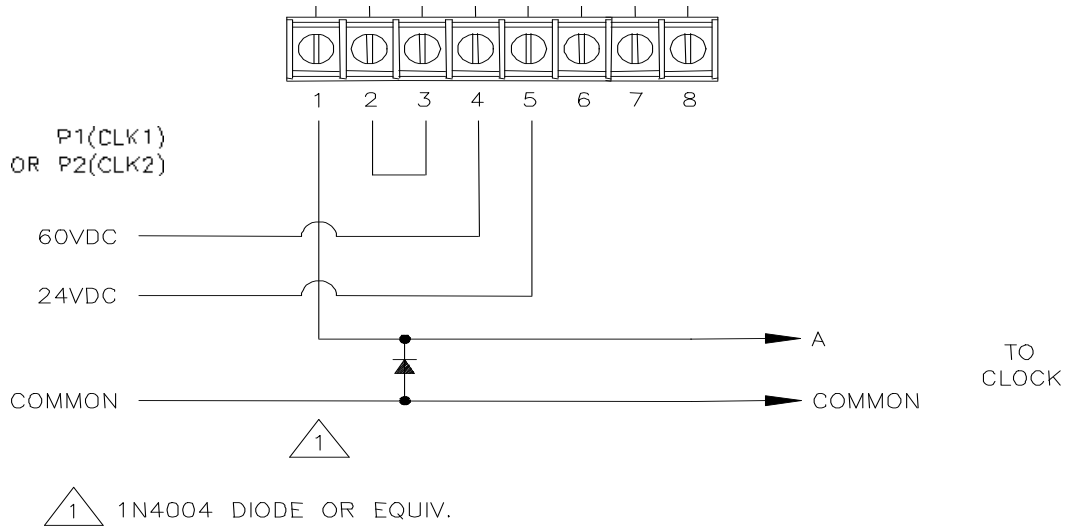 1 2 3 4 5 6 7 8
P1(CLK1)
OR P2(CLK2)
60VDC
24VDC
A
TO
CLOCK
COMMON
COMMON
1
1 1N4004 DIODE OR EQUIV.